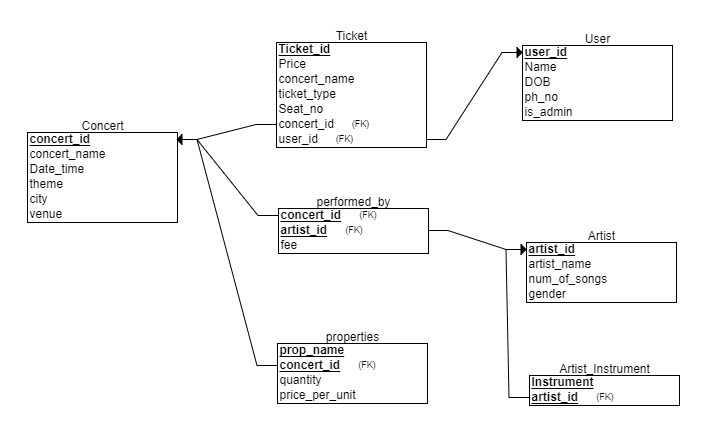 Ticket
Ticket_id
Price
concert_name
ticket_type
Seat_no
concert_id (FK)
user_id (FK)
User
user_id
Name
DOB
ph_no
is_admin
Concert
concert_id
concert_name
Date_time
theme
city
venue
performed_by
concert_id (FK)
artist_id (FK)
fee
Artist
artist_id
artist_name
num_of_songs
gender
properties
prop_name
concert_id (FK)
quantity
price_per_unit
Artist_Instrument
Instrument
artist_id (FK)